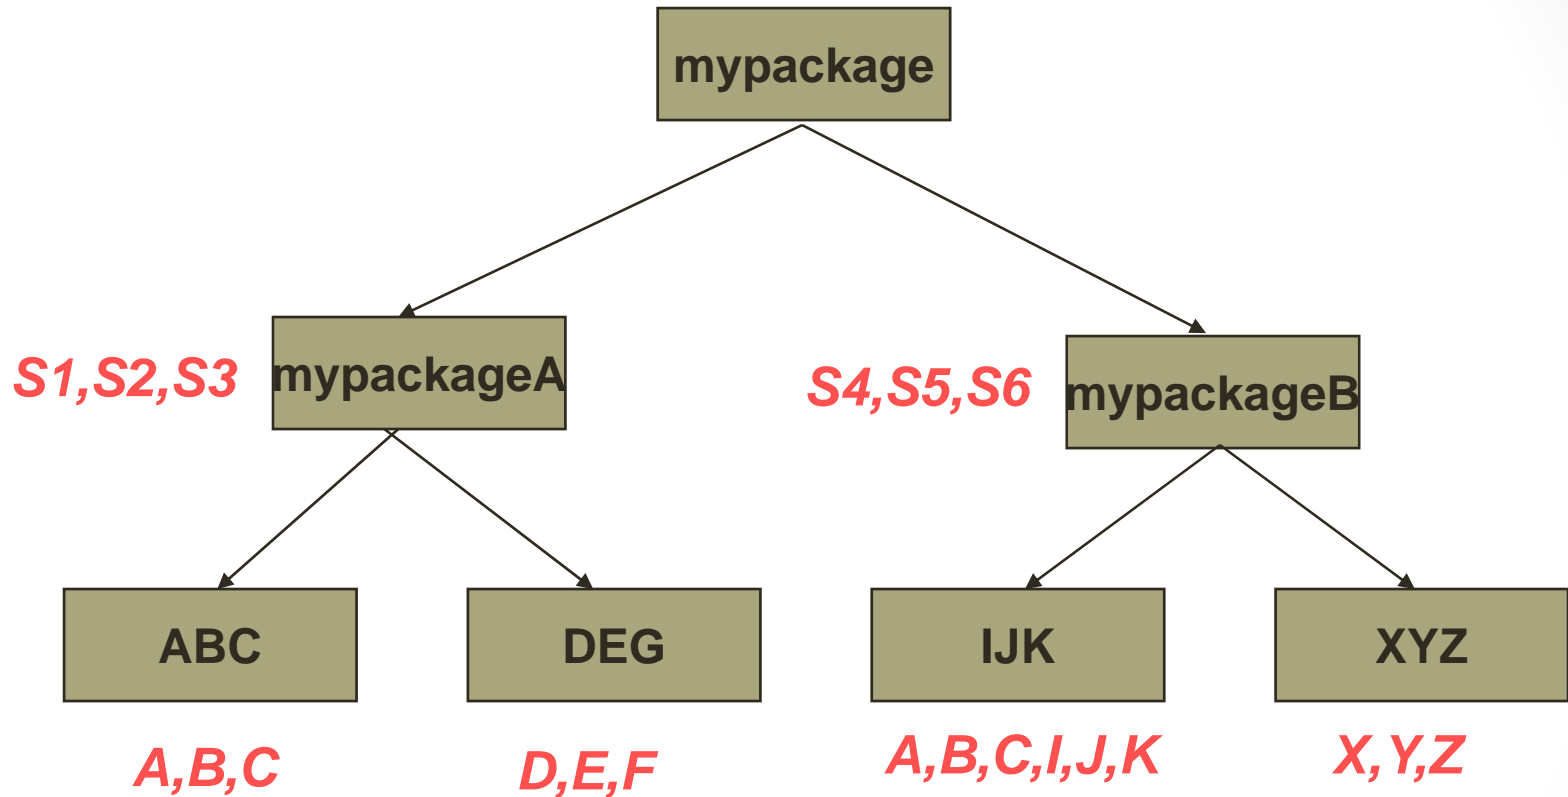 mypackage
S1,S2,S3
mypackageA
S4,S5,S6
mypackageB
ABC
DEG
IJK
XYZ
A,B,C
D,E,F
A,B,C,I,J,K
X,Y,Z